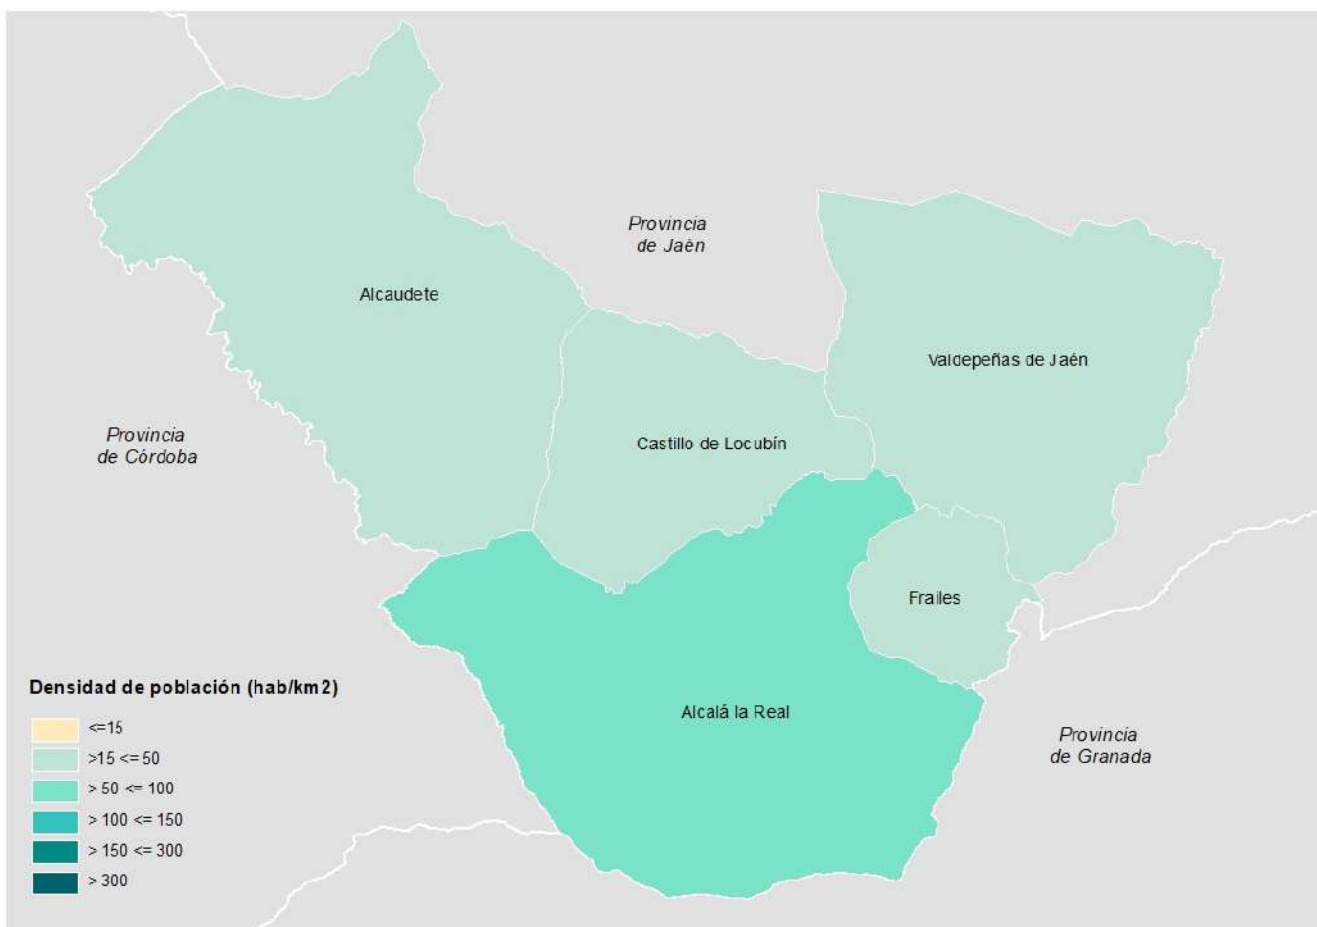 Provincia
de Jaén
Alcaudete
Valdepeñas de Jaén
Provincia
de Córdoba
Castillo de Locubín
Frailes
Densidad de población (hab/km2)
<=15
>15 <= 50
> 50 <= 100
> 100 <= 150
> 150 <= 300
> 300
Alcalá la Real
Provincia
de Granada